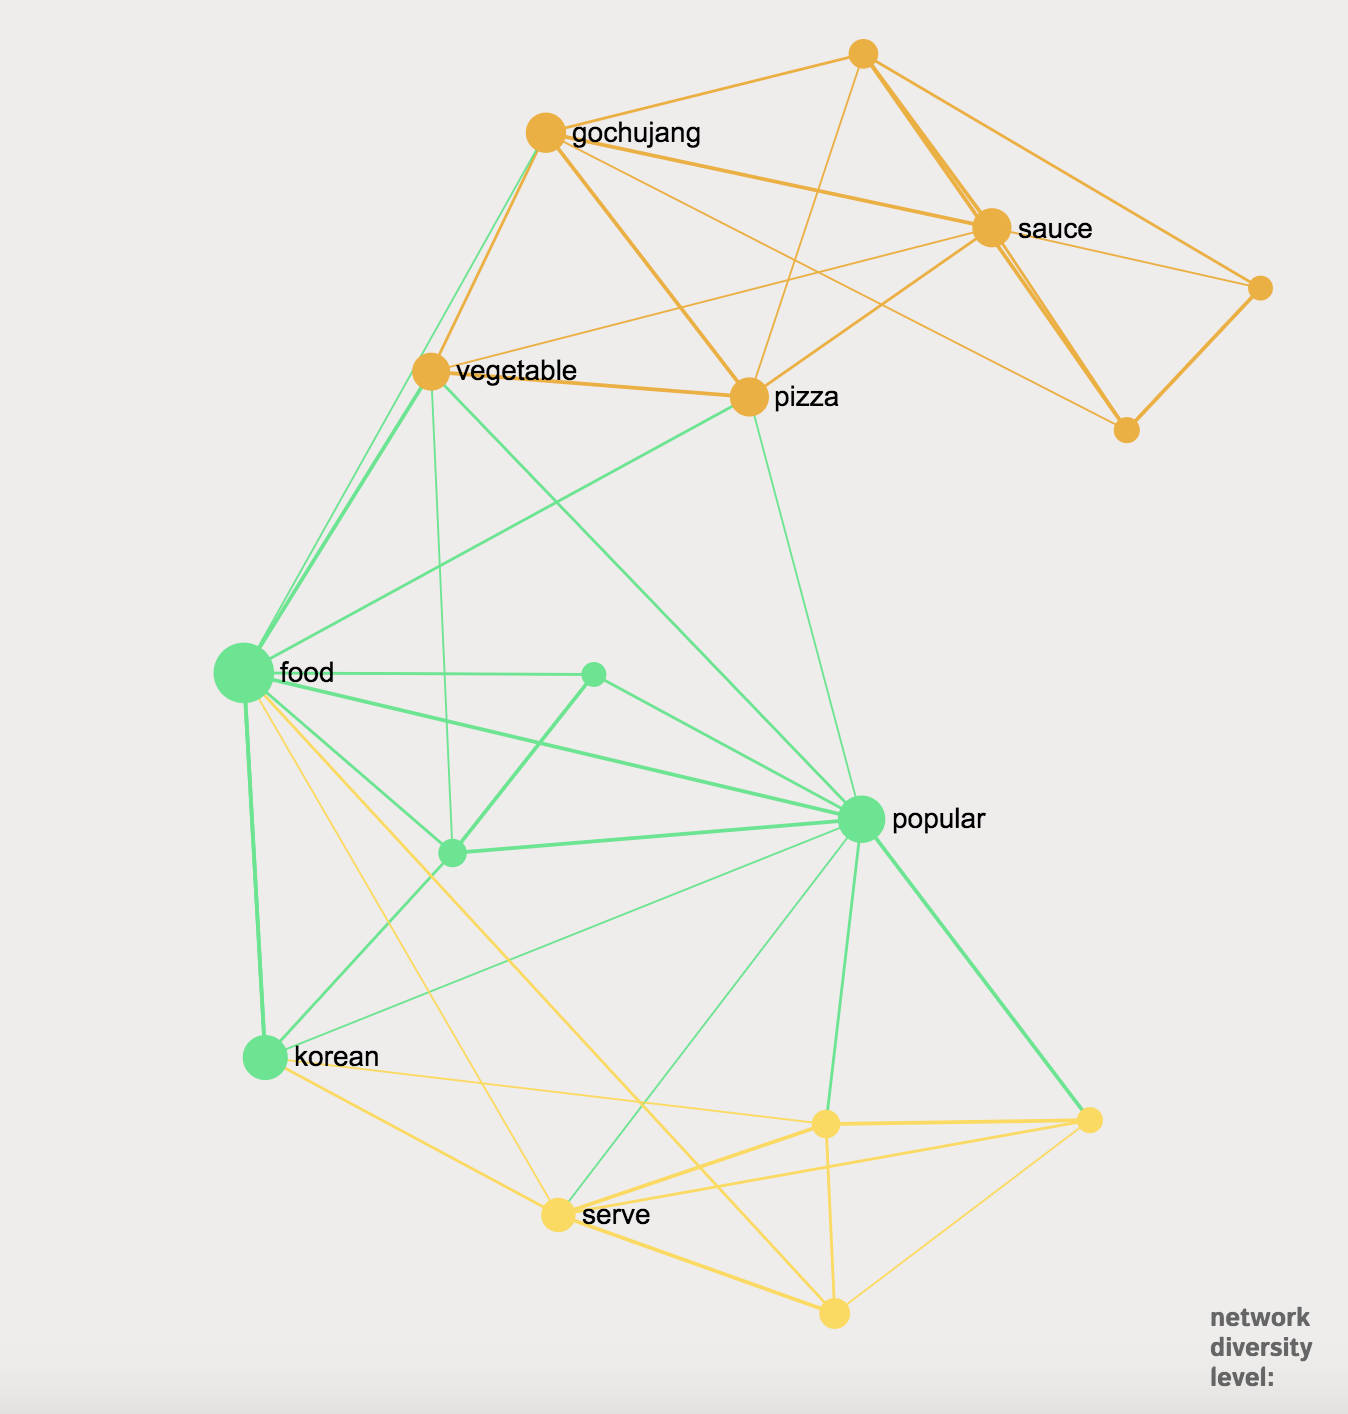 gochujang
sauce
vegetable
pizza
food
popular
korean
serve
network
diversity
level: